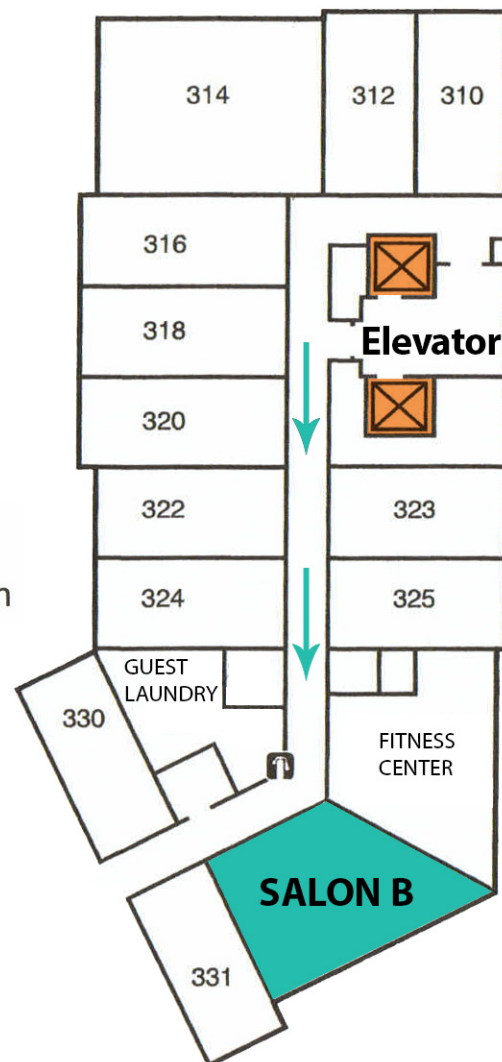 314
312
310
316
318
Elevator
320
322
323
n
324
325
GUEST
LAUNDRY
330
FITNESS
CENTER
SALON B
331